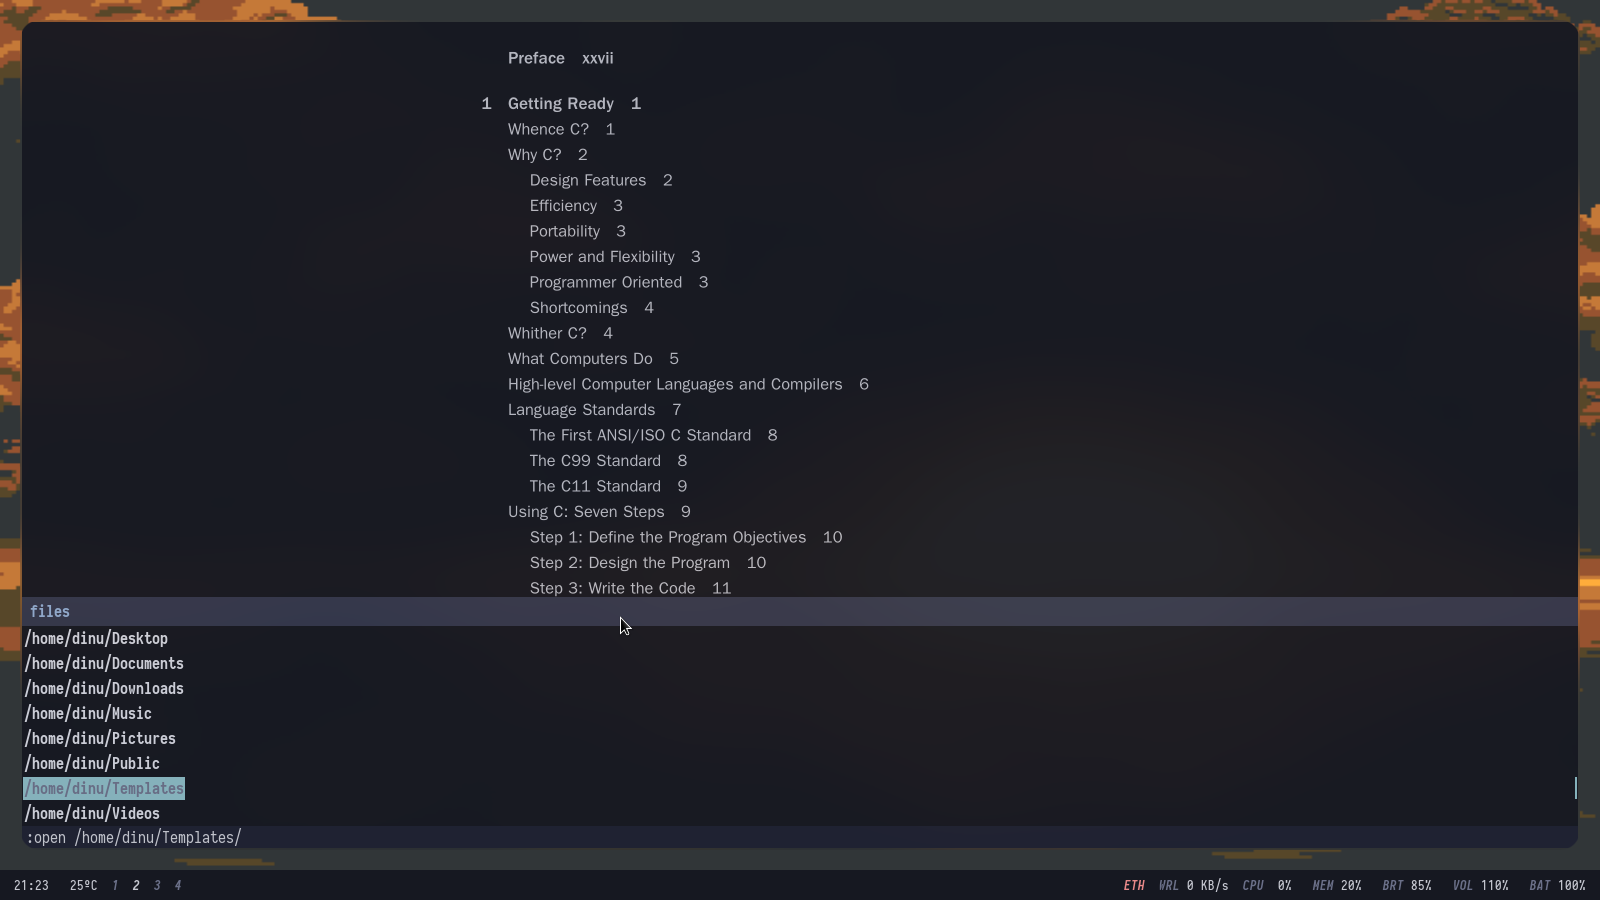 Preface xxvii
1 Getting Ready 1
Whence C? 1
Why C? 2
Design Features 2
Efficiency 3
Portability 3
Power and Flexibility 3
Programmer Oriented 3
Shortcomings 4
Whither C? 4
What Computers Do 5
High-level Computer Languages and Compilers 6
Language Standards 7
The First ANSI/ISO C Standard 8
The C99 Standard 8
The C11 Standard 9
Using C: Seven Steps 9
Step 1: Define the Program Objectives 10
Step 2: Design the Program 10
Step 3: Write the Code 11
files
/home/dinu/Desktop
/home/dinu/Documents
/home/dinu/Downloads
/home/dinu/Music
/home/dinu/Pictures
/home/dinu/Public
/home/dinu/Templates
/home/dinu/Videos
:open /home/dinu/Templates/
21:23 25ºC 1 2 3 4 ETH WRL 0 KB/s CPU 0% MEM 20% BRT 85% VOL 110% BAT 100%